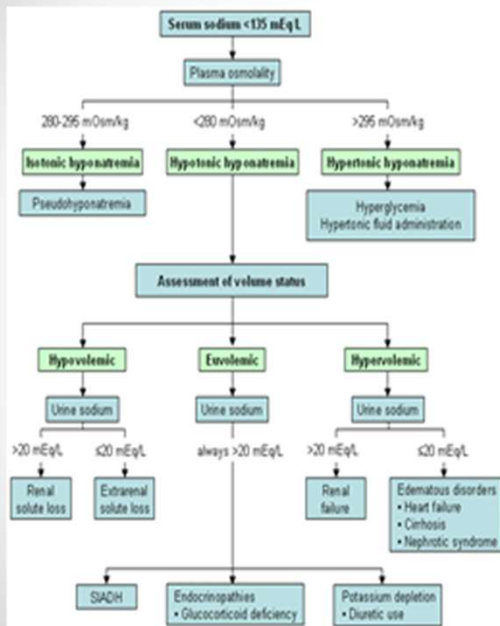 Serum sodium <135 mEq/L
Plasma osmolality
280-295 mOsm/kg
<280 mOsm/kg
>295 mOsm/kg
Isotonic hyponatremia
Hypotonic hyponatremia
Hypertonic hyponatremia
Pseudohyponatremia
Hyperglycemia
Hypertonic fluid administration
Assessment of volume status
Hypovolemic
Euvolemic
Hypervolemic
Urine sodium
Urine sodium
Urine sodium
>20 mEq/L
≤20 mEq/L
always >20 mEq/L
>20 mEq/L
≤20 mEq/L
Renal
solute loss
Extrarenal
solute loss
Renal
failure
Edematous disorders
• Heart failure
• Cirrhosis
• Nephrotic syndrome
SIADH
Endocrinopathies
• Glucocorticoid deficiency
Potassium depletion
• Diuretic use